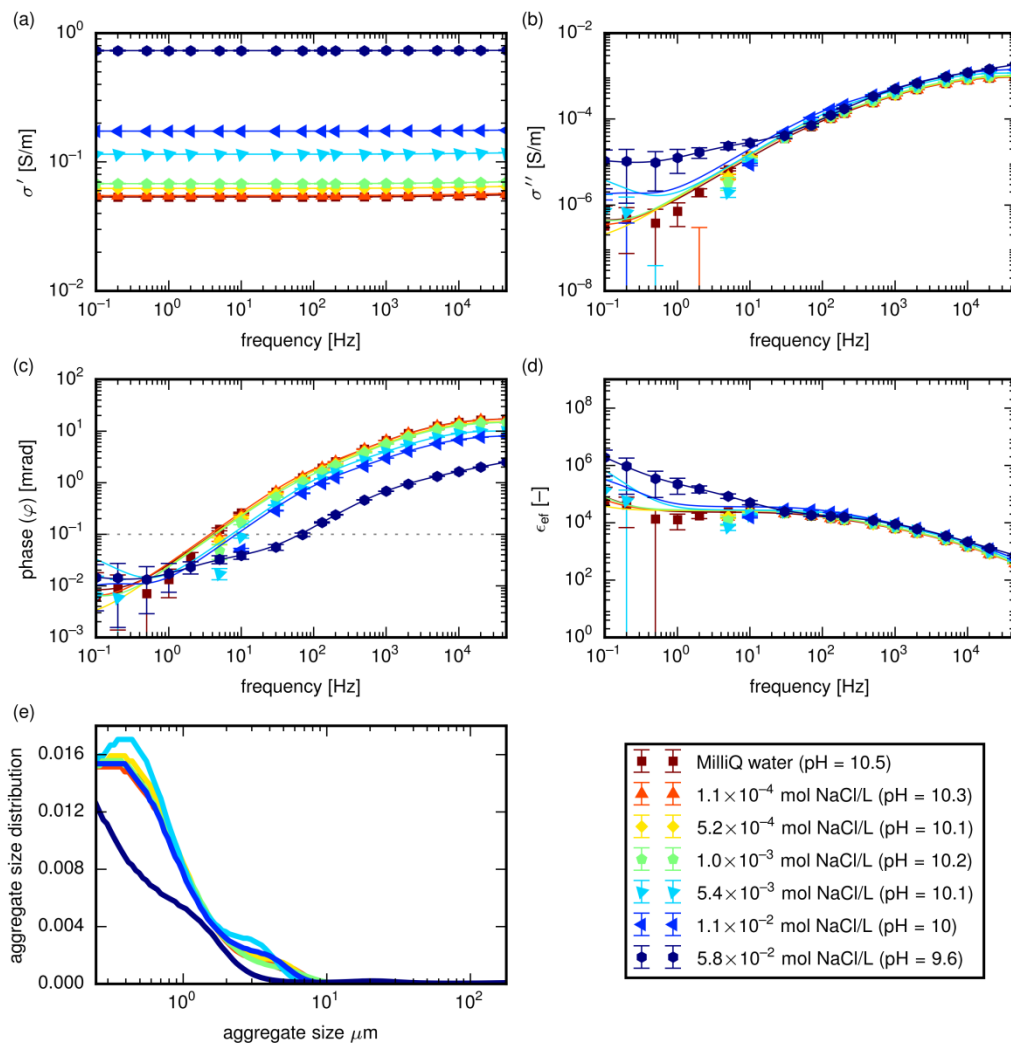 (a)
10⁰
10⁻¹
10⁻²
σ′ [S/m]
10⁻¹ 10⁰ 10¹ 10² 10³ 10⁴
frequency [Hz]
(b)
10⁻²
10⁻⁴
10⁻⁶
10⁻⁸
σ′′ [S/m]
10⁻¹ 10⁰ 10¹ 10² 10³ 10⁴
frequency [Hz]
(c)
10²
10¹
10⁰
10⁻¹
10⁻²
10⁻³
phase (φ) [mrad]
10⁻¹ 10⁰ 10¹ 10² 10³ 10⁴
frequency [Hz]
(d)
10⁸
10⁶
10⁴
10²
10⁰
ϵef [−]
10⁻¹ 10⁰ 10¹ 10² 10³ 10⁴
frequency [Hz]
(e)
0.016
0.012
0.008
0.004
0.000
aggregate size distribution
10⁰ 10¹ 10²
aggregate size μm
MilliQ water (pH = 10.5)
1.1×10⁻⁴ mol NaCl/L (pH = 10.3)
5.2×10⁻⁴ mol NaCl/L (pH = 10.1)
1.0×10⁻³ mol NaCl/L (pH = 10.2)
5.4×10⁻³ mol NaCl/L (pH = 10.1)
1.1×10⁻² mol NaCl/L (pH = 10)
5.8×10⁻² mol NaCl/L (pH = 9.6)